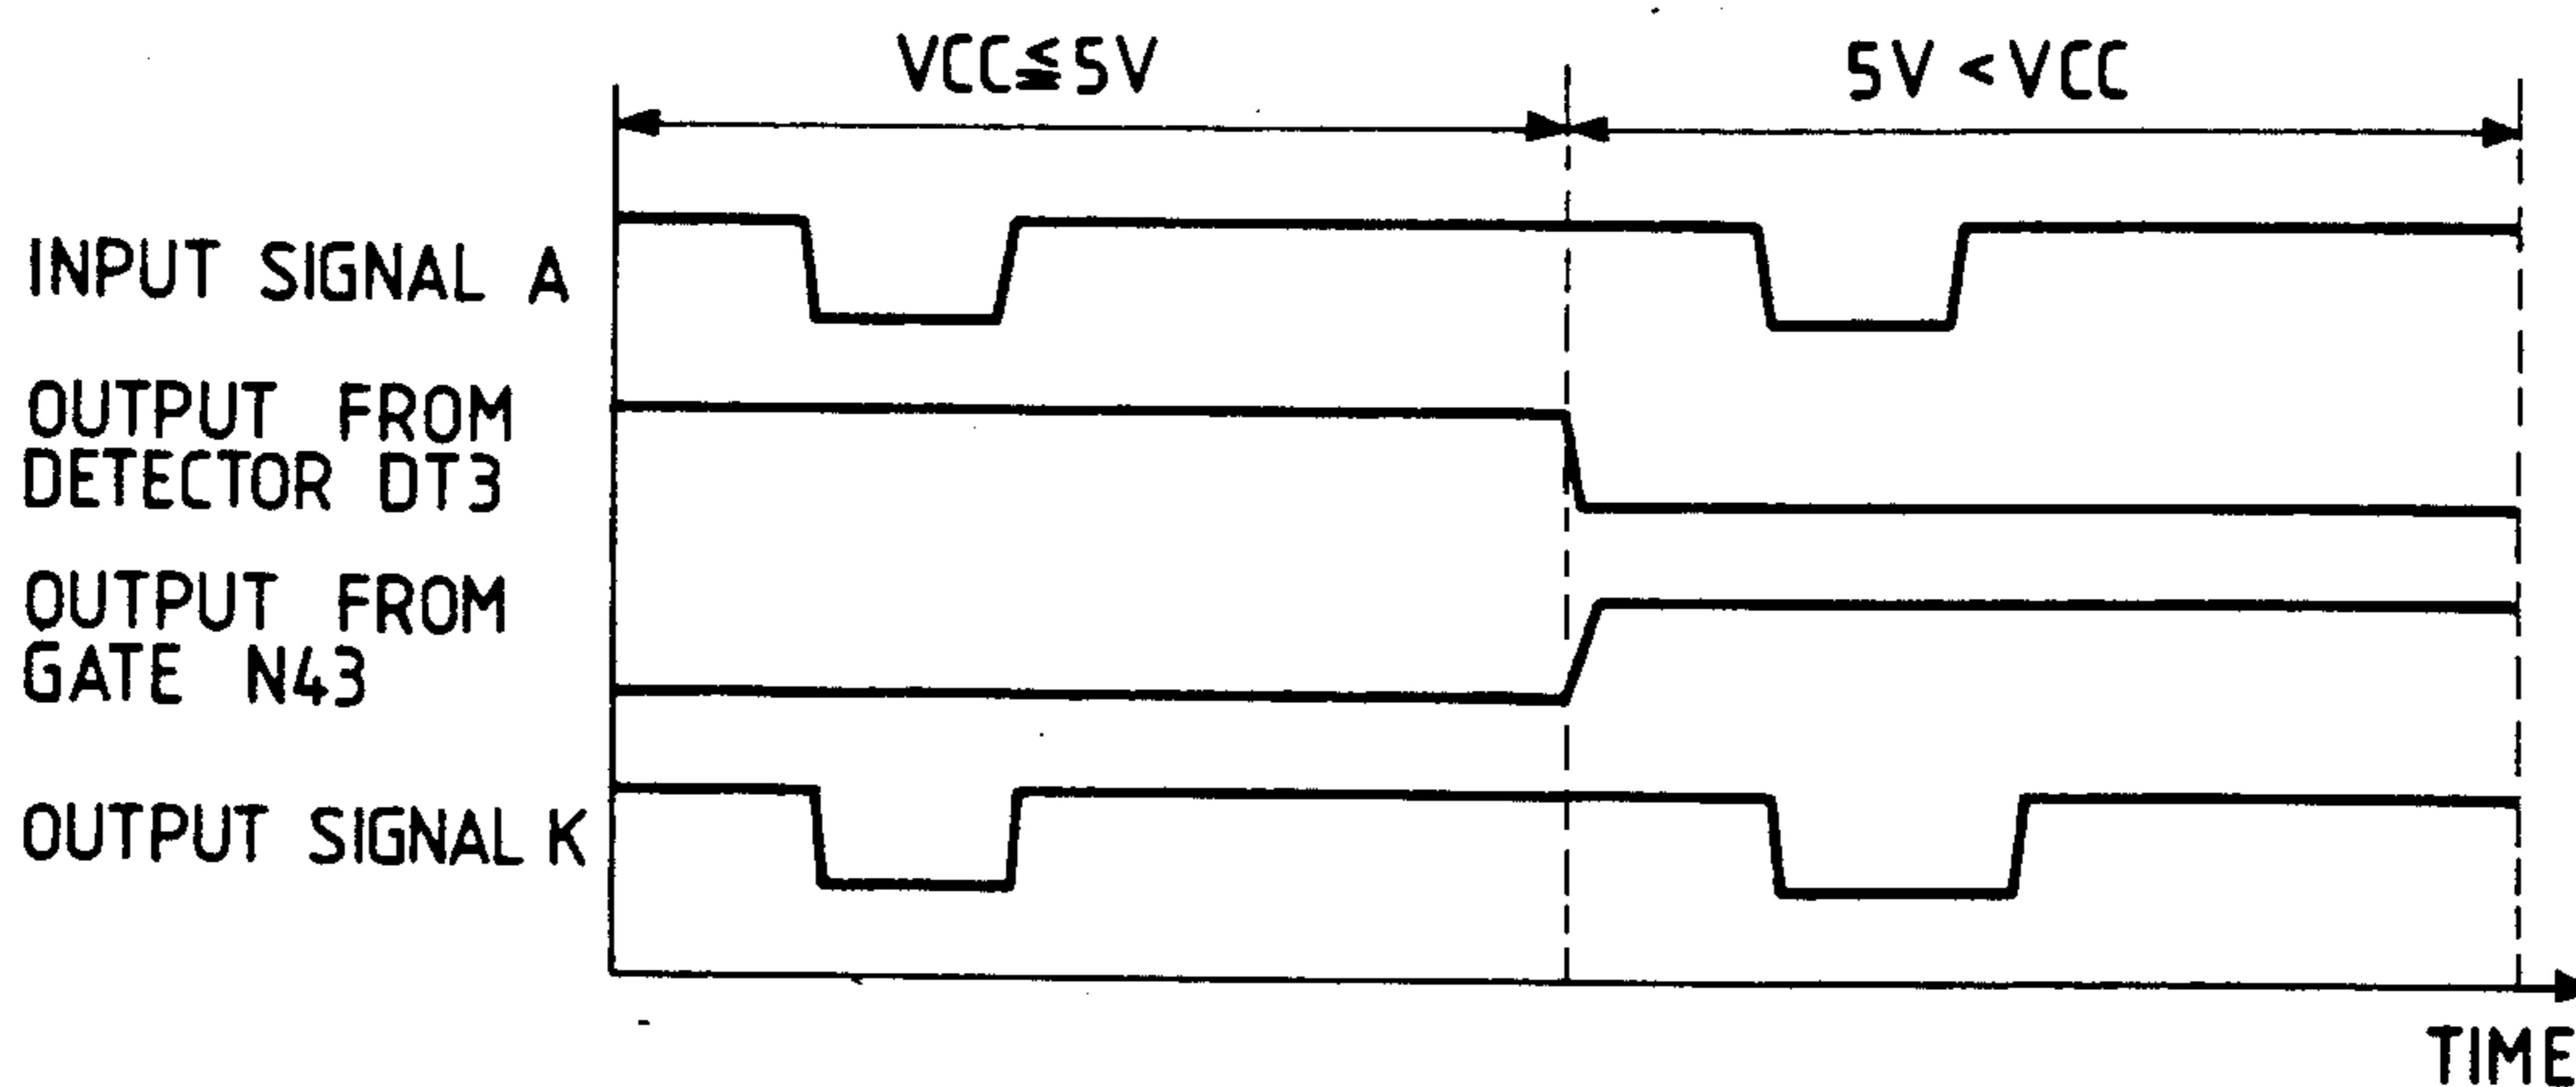 VCC≦5V
5V<VCC
INPUT SIGNAL A
OUTPUT FROM
DETECTOR DT3
OUTPUT FROM
GATE N43
OUTPUT SIGNAL K
TIME